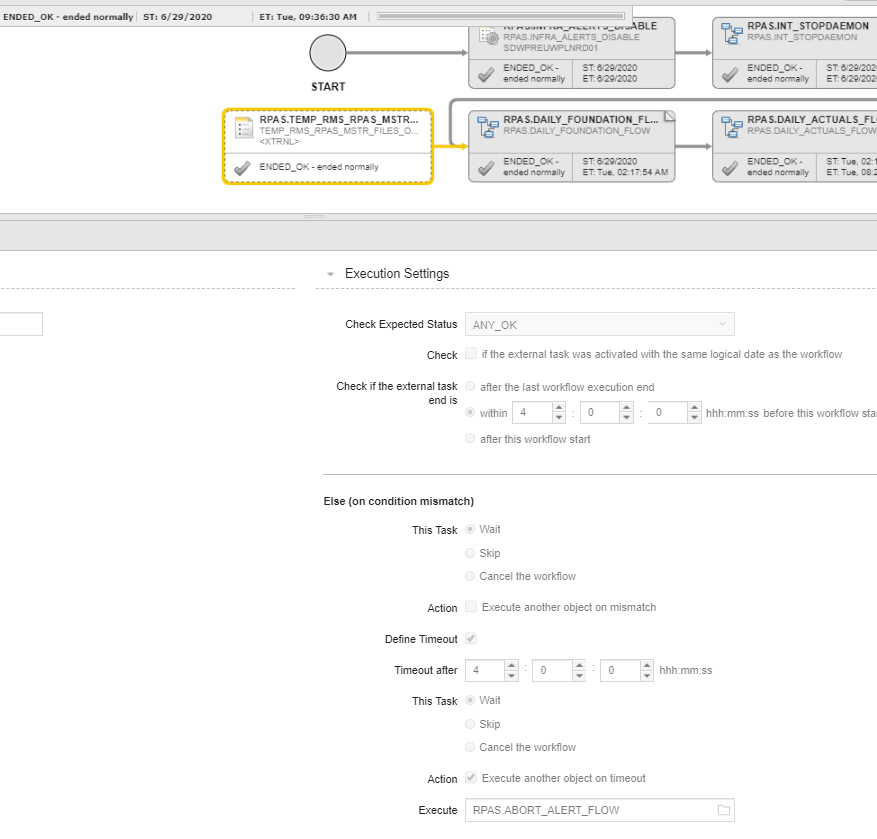 ENDED_OK - ended normally ST: 6/29/2020 ET: Tue, 09:36:30 AM
RPAS.INFRA_ALERTS_DISABLE
RPAS.INFRA_ALERTS_DISABLE
SDWPREUWPLNRD01
ENDED_OK - ended normally
ST: 6/29/2020
ET: 6/29/2020
RPAS.INT_STOPDAEMON
RPAS.INT_STOPDAEMON
ENDED_OK - ended normally
ST: 6/29/202
ET: 6/29/202
START
RPAS.TEMP_RMS_RPAS_MSTR...
TEMP_RMS_RPAS_MSTR_FILES_O...
<XTRNL>
ENDED_OK - ended normally
RPAS.DAILY_FOUNDATION_FL...
RPAS.DAILY_FOUNDATION_FLOW
ENDED_OK - ended normally
ST: 6/29/2020
ET: Tue, 02:17:54 AM
RPAS.DAILY_ACTUALS_FL
RPAS.DAILY_ACTUALS_FLOW
ENDED_OK - ended normally
ST: Tue, 02:1
ET: Tue, 08:2
Execution Settings
Check Expected Status ANY_OK
Check if the external task was activated with the same logical date as the workflow
Check if the external task end is
after the last workflow execution end
within 4 : 0 : 0 hhh:mm:ss before this workflow sta
after this workflow start
Else (on condition mismatch)
This Task Wait
Skip
Cancel the workflow
Action Execute another object on mismatch
Define Timeout
Timeout after 4 : 0 : 0 hhh:mm:ss
This Task Wait
Skip
Cancel the workflow
Action Execute another object on timeout
Execute RPAS.ABORT_ALERT_FLOW